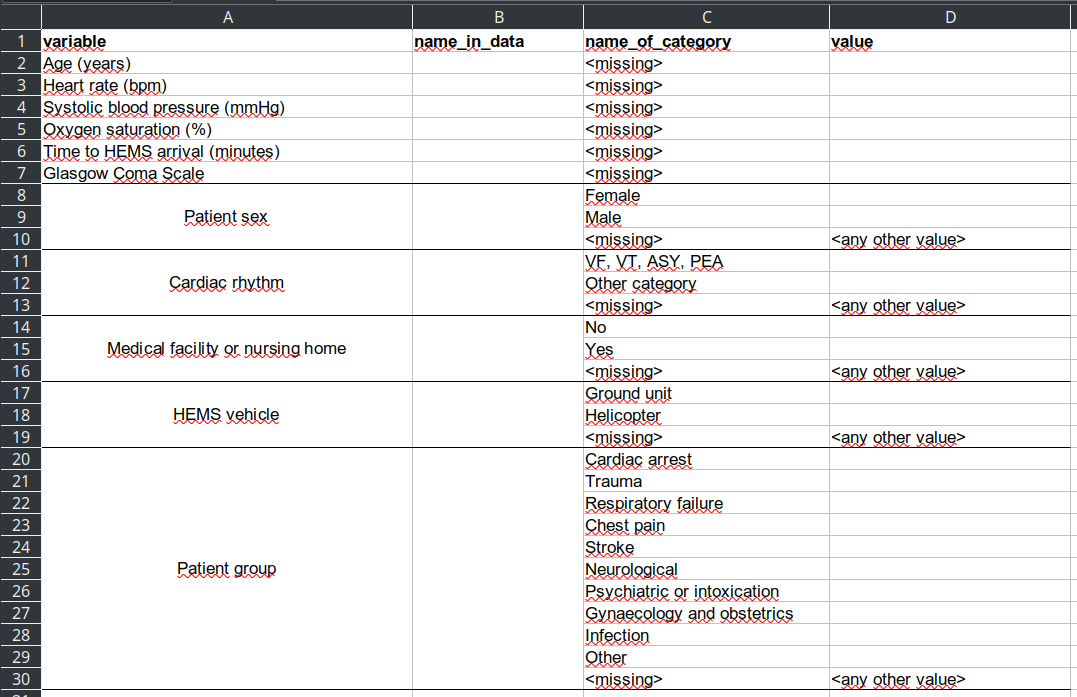 A B C D
1 variable name_in_data name_of_category value
2 Age (years) <missing>
3 Heart rate (bpm) <missing>
4 Systolic blood pressure (mmHg) <missing>
5 Oxygen saturation (%) <missing>
6 Time to HEMS arrival (minutes) <missing>
7 Glasgow Coma Scale <missing>
8 Female
9 Patient sex Male
10 <missing> <any other value>
11 VF, VT, ASY, PEA
12 Cardiac rhythm Other category
13 <missing> <any other value>
14 No
15 Medical facility or nursing home Yes
16 <missing> <any other value>
17 Ground unit
18 HEMS vehicle Helicopter
19 <missing> <any other value>
20 Cardiac arrest
21 Trauma
22 Respiratory failure
23 Chest pain
24 Stroke
25 Patient group Neurological
26 Psychiatric or intoxication
27 Gynaecology and obstetrics
28 Infection
29 Other
30 <missing> <any other value>